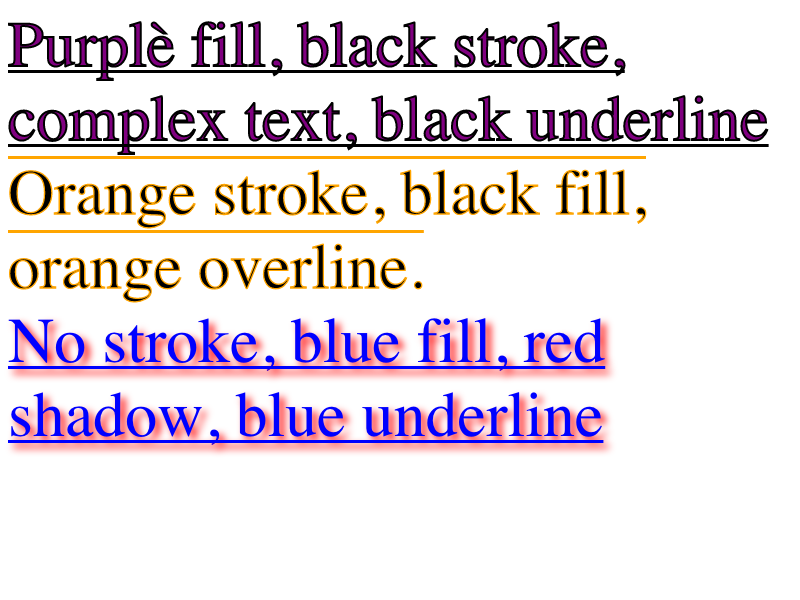 Purplè fill, black stroke,
complex text, black underline
Orange stroke, black fill,
orange overline.
No stroke, blue fill, red
shadow, blue underline